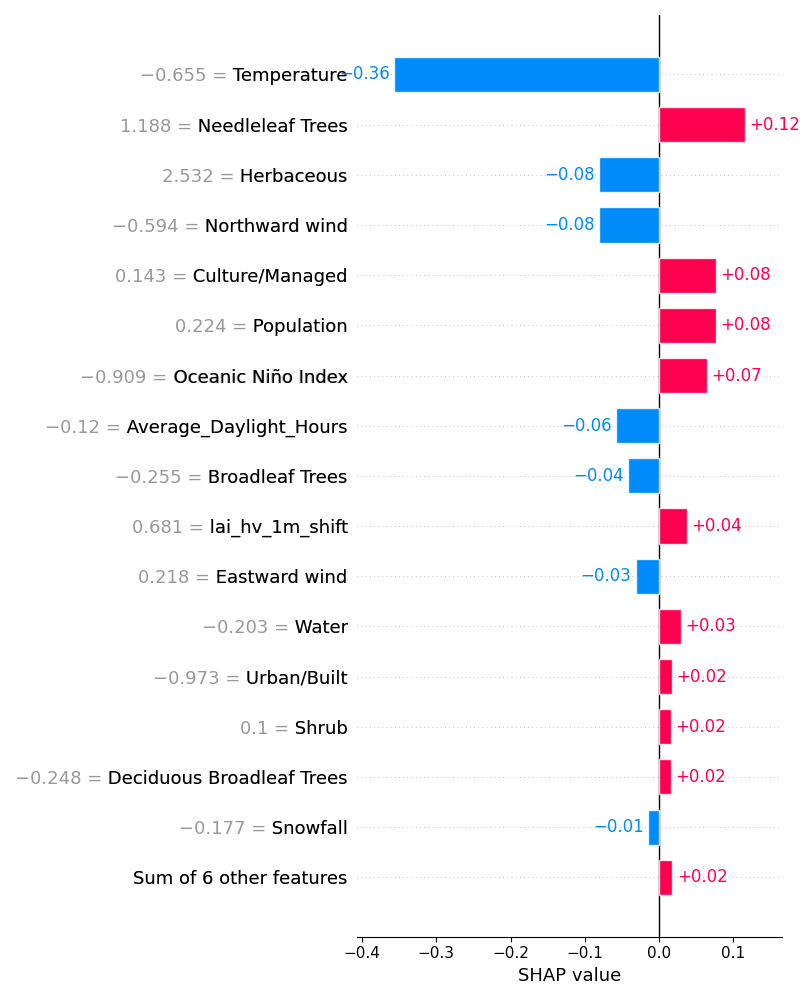 −0.655 = Temperature −0.36
1.188 = Needleleaf Trees +0.12
2.532 = Herbaceous −0.08
−0.594 = Northward wind −0.08
0.143 = Culture/Managed +0.08
0.224 = Population +0.08
−0.909 = Oceanic Niño Index +0.07
−0.12 = Average_Daylight_Hours −0.06
−0.255 = Broadleaf Trees −0.04
0.681 = lai_hv_1m_shift +0.04
0.218 = Eastward wind −0.03
−0.203 = Water +0.03
−0.973 = Urban/Built +0.02
0.1 = Shrub +0.02
−0.248 = Deciduous Broadleaf Trees +0.02
−0.177 = Snowfall −0.01
Sum of 6 other features +0.02
−0.4 −0.3 −0.2 −0.1 0.0 0.1
SHAP value